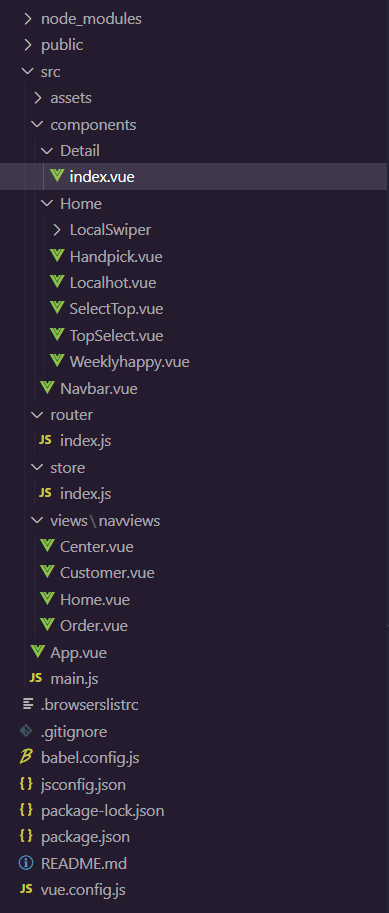 node_modules
public
src
assets
components
Detail
index.vue
Home
LocalSwiper
Handpick.vue
Localhot.vue
SelectTop.vue
TopSelect.vue
Weeklyhappy.vue
Navbar.vue
router
JS index.js
store
JS index.js
views\navviews
Center.vue
Customer.vue
Home.vue
Order.vue
App.vue
JS main.js
.browserslistrc
.gitignore
babel.config.js
{} jsconfig.json
{} package-lock.json
{} package.json
README.md
JS vue.config.js